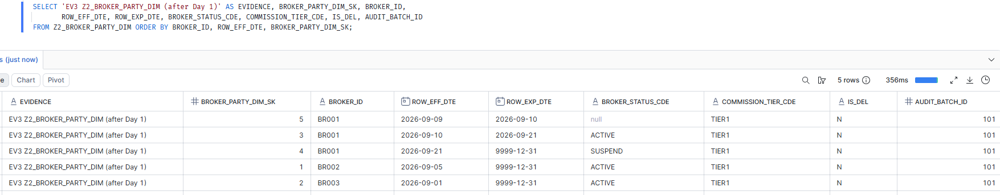 SELECT 'EV3 Z2_BROKER_PARTY_DIM (after Day 1)' AS EVIDENCE, BROKER_PARTY_DIM_SK, BROKER_ID,
ROW_EFF_DTE, ROW_EXP_DTE, BROKER_STATUS_CDE, COMMISSION_TIER_CDE, IS_DEL, AUDIT_BATCH_ID
FROM Z2_BROKER_PARTY_DIM ORDER BY BROKER_ID, ROW_EFF_DTE, BROKER_PARTY_DIM_SK;
s (just now)
e Chart Pivot 5 rows 356ms
EVIDENCE BROKER_PARTY_DIM_SK BROKER_ID ROW_EFF_DTE ROW_EXP_DTE BROKER_STATUS_CDE COMMISSION_TIER_CDE IS_DEL AUDIT_BATCH_ID
EV3 Z2_BROKER_PARTY_DIM (after Day 1) 5 BR001 2026-09-09 2026-09-10 null TIER1 N 101
EV3 Z2_BROKER_PARTY_DIM (after Day 1) 3 BR001 2026-09-10 2026-09-21 ACTIVE TIER1 N 101
EV3 Z2_BROKER_PARTY_DIM (after Day 1) 4 BR001 2026-09-21 9999-12-31 SUSPEND TIER1 N 101
EV3 Z2_BROKER_PARTY_DIM (after Day 1) 1 BR002 2026-09-05 9999-12-31 ACTIVE TIER1 N 101
EV3 Z2_BROKER_PARTY_DIM (after Day 1) 2 BR003 2026-09-01 9999-12-31 ACTIVE TIER1 N 101